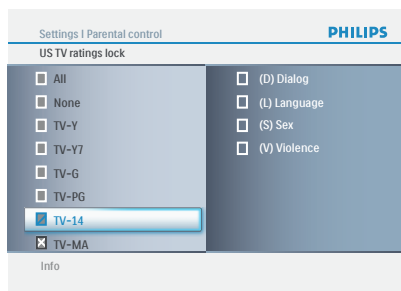 Settings I Parental control
PHILIPS
US TV ratings lock
All
None
TV-Y
TV-Y7
TV-G
TV-PG
TV-14
TV-MA
(D) Dialog
(L) Language
(S) Sex
(V) Violence
Info